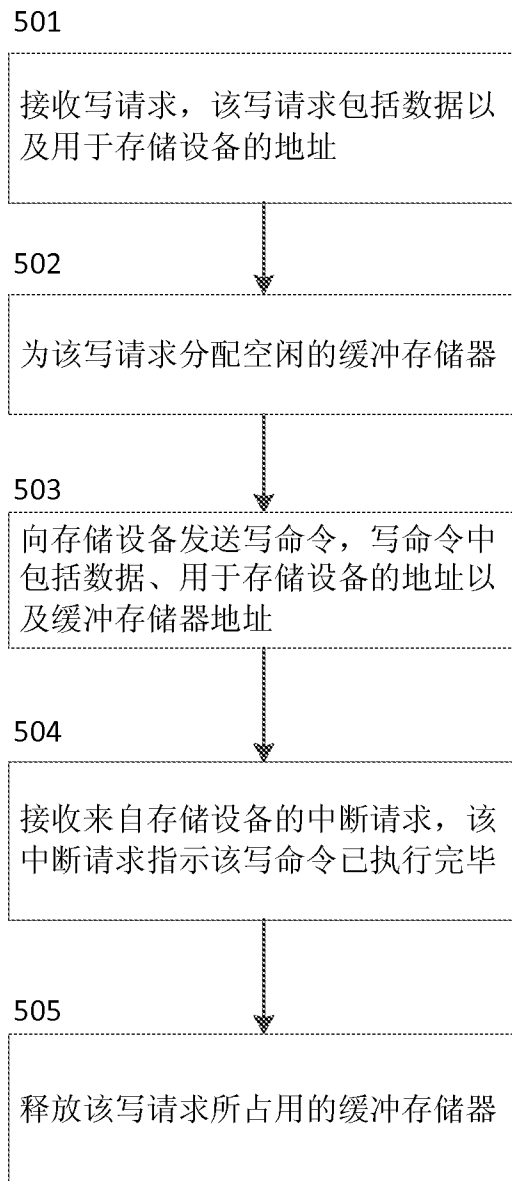 501
接收写请求，该写请求包括数据以
及用于存储设备的地址
502
为该写请求分配空闲的缓冲存储器
503
向存储设备发送写命令，写命令中
包括数据、用于存储设备的地址以
及缓冲存储器地址
504
接收来自存储设备的中断请求，该
中断请求指示该写命令已执行完毕
505
释放该写请求所占用的缓冲存储器